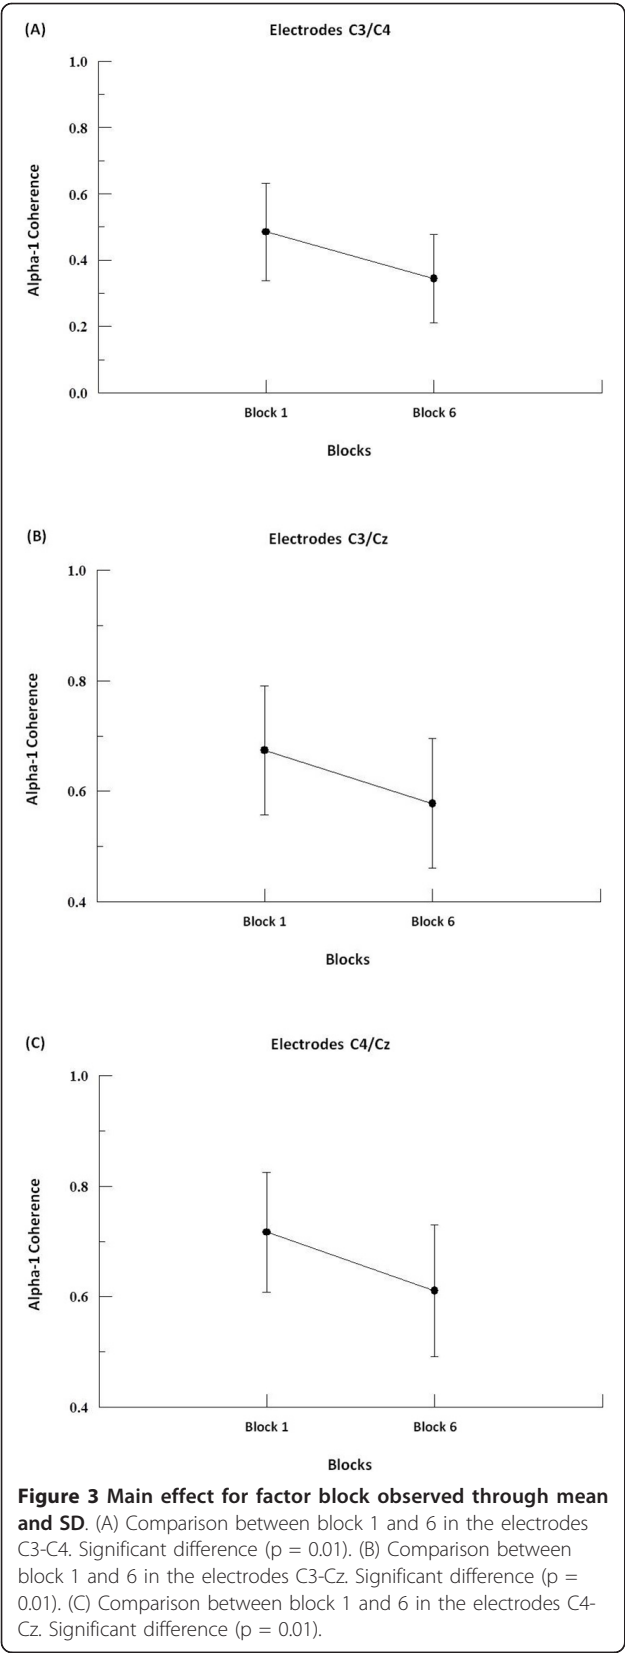 (A)
Electrodes C3/C4
1.0
0.8
0.6
0.4
0.2
0.0
Alpha-1 Coherence
Block 1 Block 6
Blocks
(B)
Electrodes C3/Cz
1.0
0.8
0.6
0.4
Alpha-1 Coherence
Block 1 Block 6
Blocks
(C)
Electrodes C4/Cz
1.0
0.8
0.6
0.4
Alpha-1 Coherence
Block 1 Block 6
Blocks
Figure 3 Main effect for factor block observed through mean
and SD. (A) Comparison between block 1 and 6 in the electrodes
C3-C4. Significant difference (p = 0.01). (B) Comparison between
block 1 and 6 in the electrodes C3-Cz. Significant difference (p =
0.01). (C) Comparison between block 1 and 6 in the electrodes C4-
Cz. Significant difference (p = 0.01).